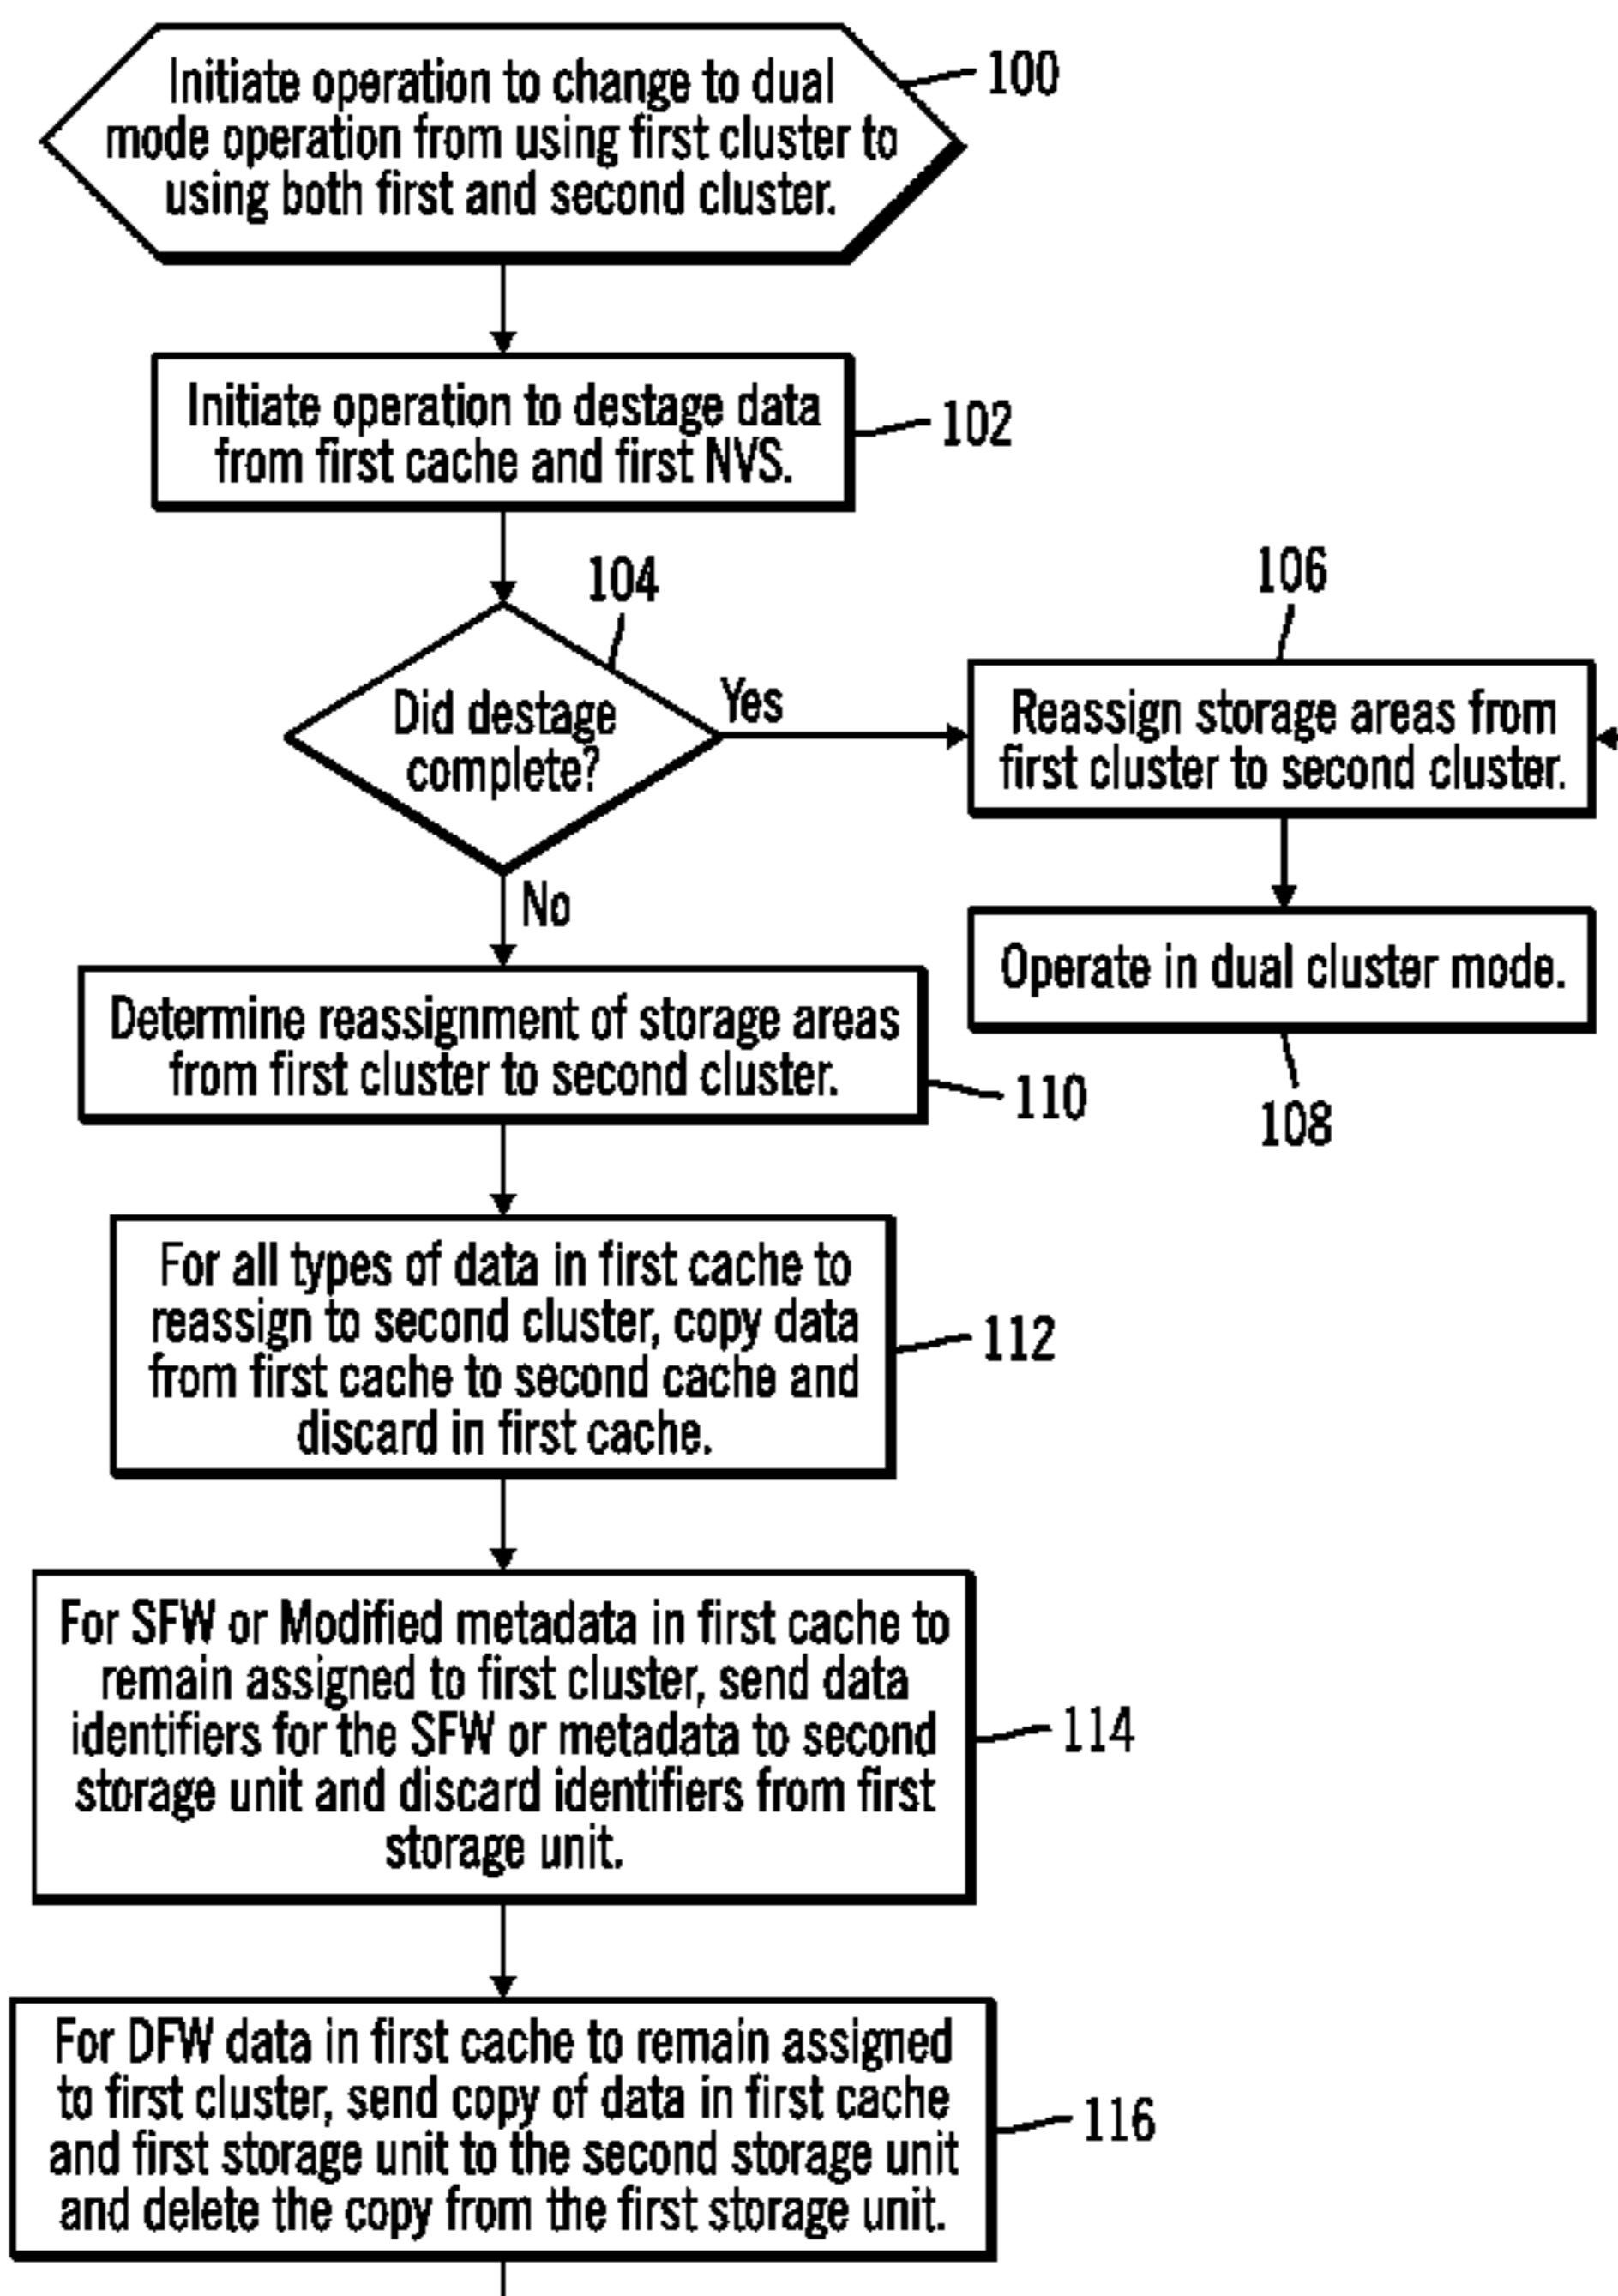 Initiate operation to change to dual
mode operation from using first cluster to
using both first and second cluster.
100
Initiate operation to destage data
from first cache and first NVS.
102
104
Did destage
complete?
Yes
No
106
Reassign storage areas from
first cluster to second cluster.
Operate in dual cluster mode.
108
Determine reassignment of storage areas
from first cluster to second cluster.
110
For all types of data in first cache to
reassign to second cluster, copy data
from first cache to second cache and
discard in first cache.
112
For SFW or Modified metadata in first cache to
remain assigned to first cluster, send data
identifiers for the SFW or metadata to second
storage unit and discard identifiers from first
storage unit.
114
For DFW data in first cache to remain assigned
to first cluster, send copy of data in first cache
and first storage unit to the second storage unit
and delete the copy from the first storage unit.
116